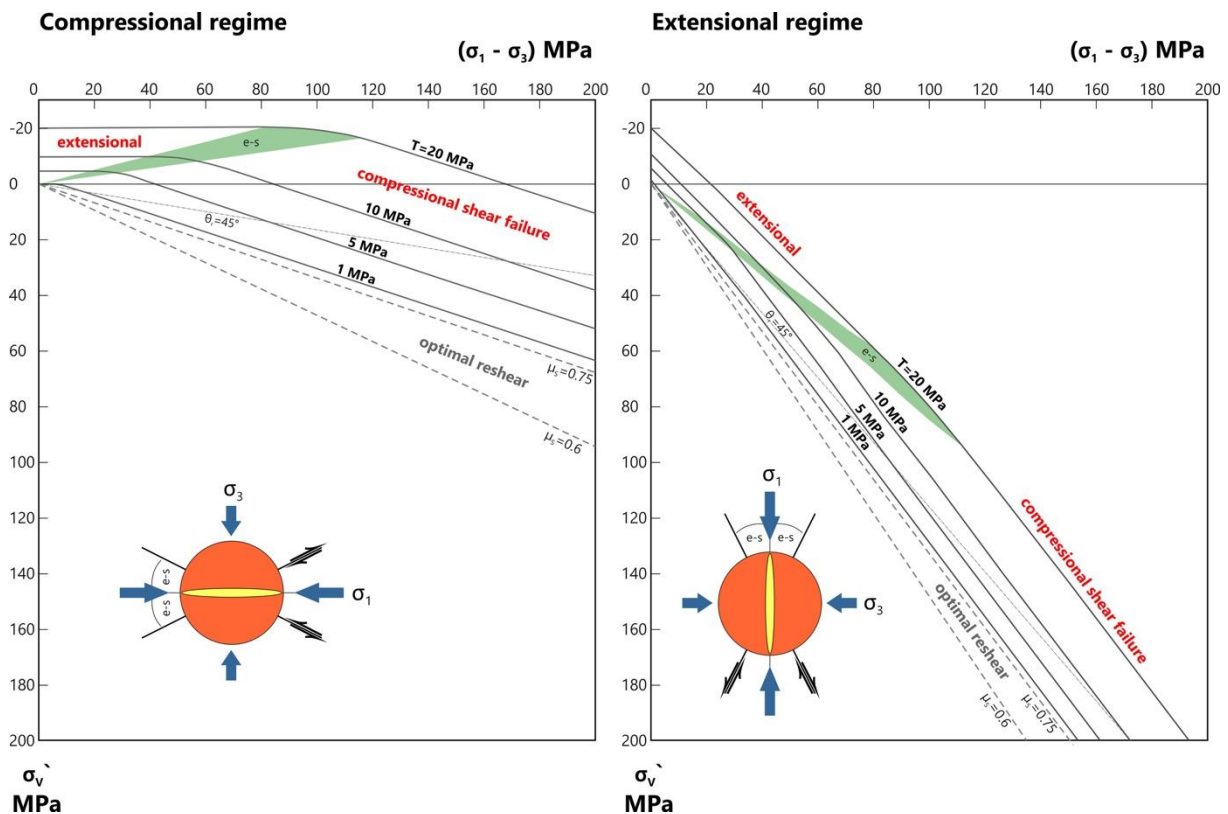 Compressional regime
(σ₁ - σ₃) MPa
0 20 40 60 80 100 120 140 160 180 200
-20
0
20
40
60
80
100
120
140
160
180
200
extensional
e-s
T=20 MPa
compressional shear failure
10 MPa
θᵣ=45°
5 MPa
1 MPa
optimal reshear
μₛ=0.75
μₛ=0.6
σ₃
e-s
e-s
σ₁
σᵥ`
MPa
Extensional regime
(σ₁ - σ₃) MPa
0 20 40 60 80 100 120 140 160 180 200
-20
0
20
40
60
80
100
120
140
160
180
200
extensional
θᵣ=45°
e-s
T=20 MPa
10 MPa
5 MPa
1 MPa
compressional shear failure
optimal reshear
μₛ=0.6
μₛ=0.75
σ₁
e-s e-s
σ₃
σᵥ`
MPa